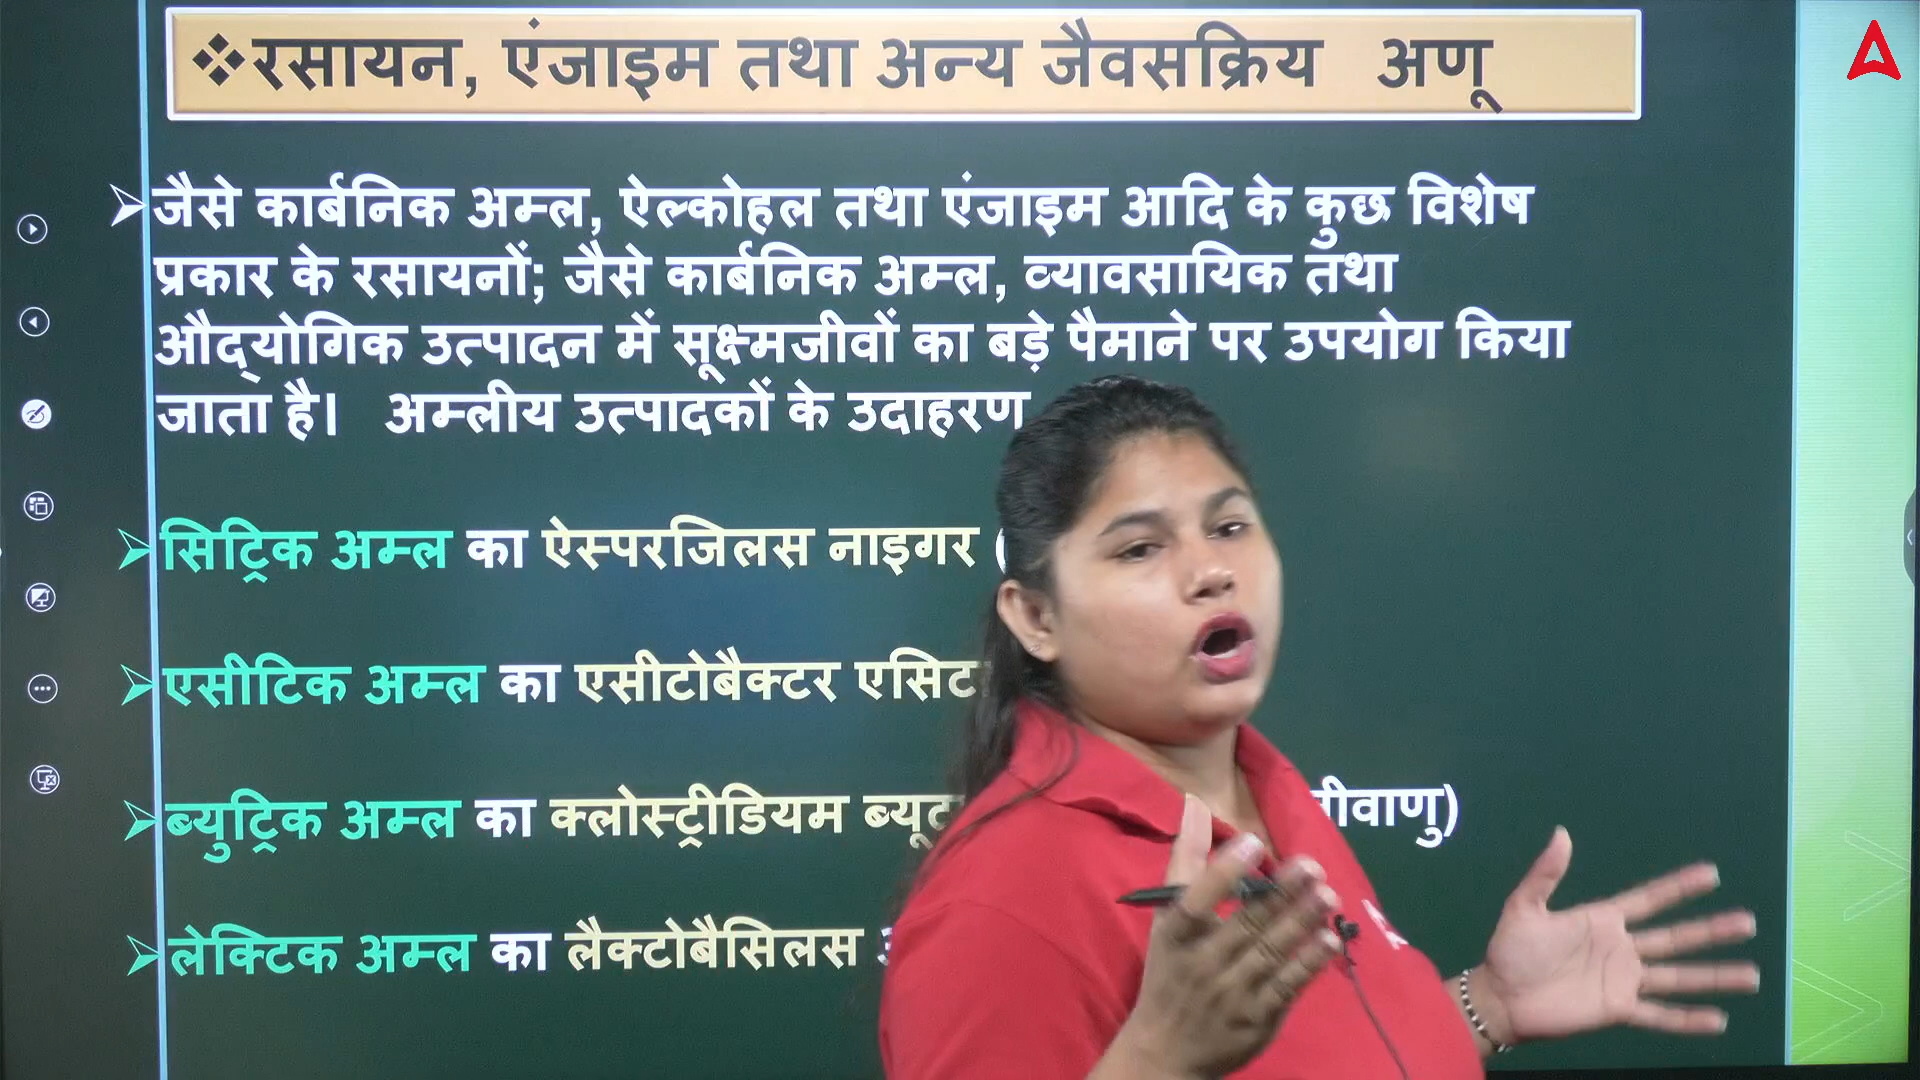 ❖रसायन, एंजाइम तथा अन्य जैवसक्रिय अणू
➢जैसे कार्बनिक अम्ल, ऐल्कोहल तथा एंजाइम आदि के कुछ विशेष
प्रकार के रसायनों; जैसे कार्बनिक अम्ल, व्यावसायिक तथा
औद्योगिक उत्पादन में सूक्ष्मजीवों का बड़े पैमाने पर उपयोग किया
जाता है। अम्लीय उत्पादकों के उदाहरण
➢सिट्रिक अम्ल का ऐस्परजिलस नाइगर (
➢एसीटिक अम्ल का एसीटोबैक्टर
➢ब्युट्रिक अम्ल का क्लोस्ट्रीडियम
➢लेक्टिक अम्ल का लैक्टोबैसिलस